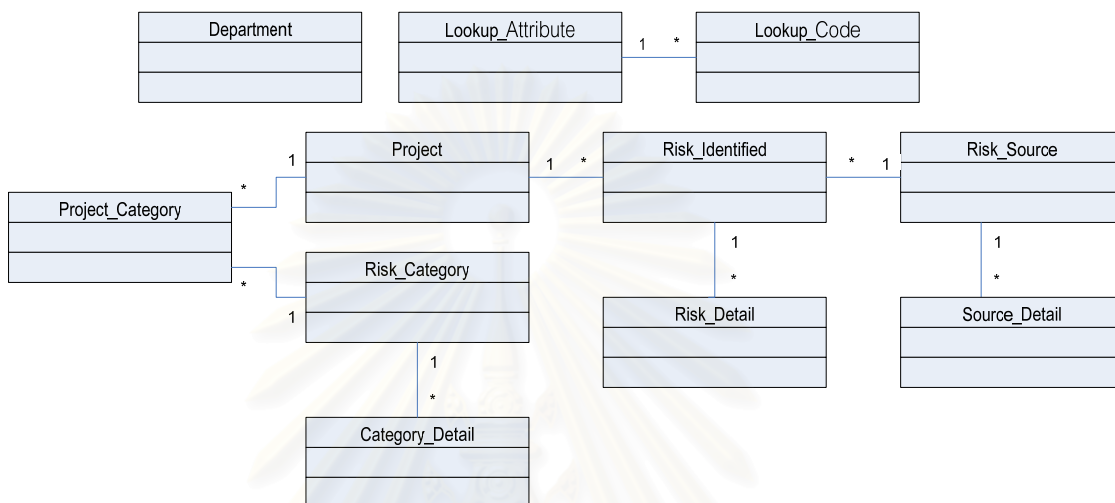 Department
Lookup_Attribute
1 *
Lookup_Code
Project
1 *
Risk_Identified
* 1
Risk_Source
1
*
Project_Category
*
1
Risk_Category
1
*
Risk_Detail
1
*
Source_Detail
1
*
Category_Detail